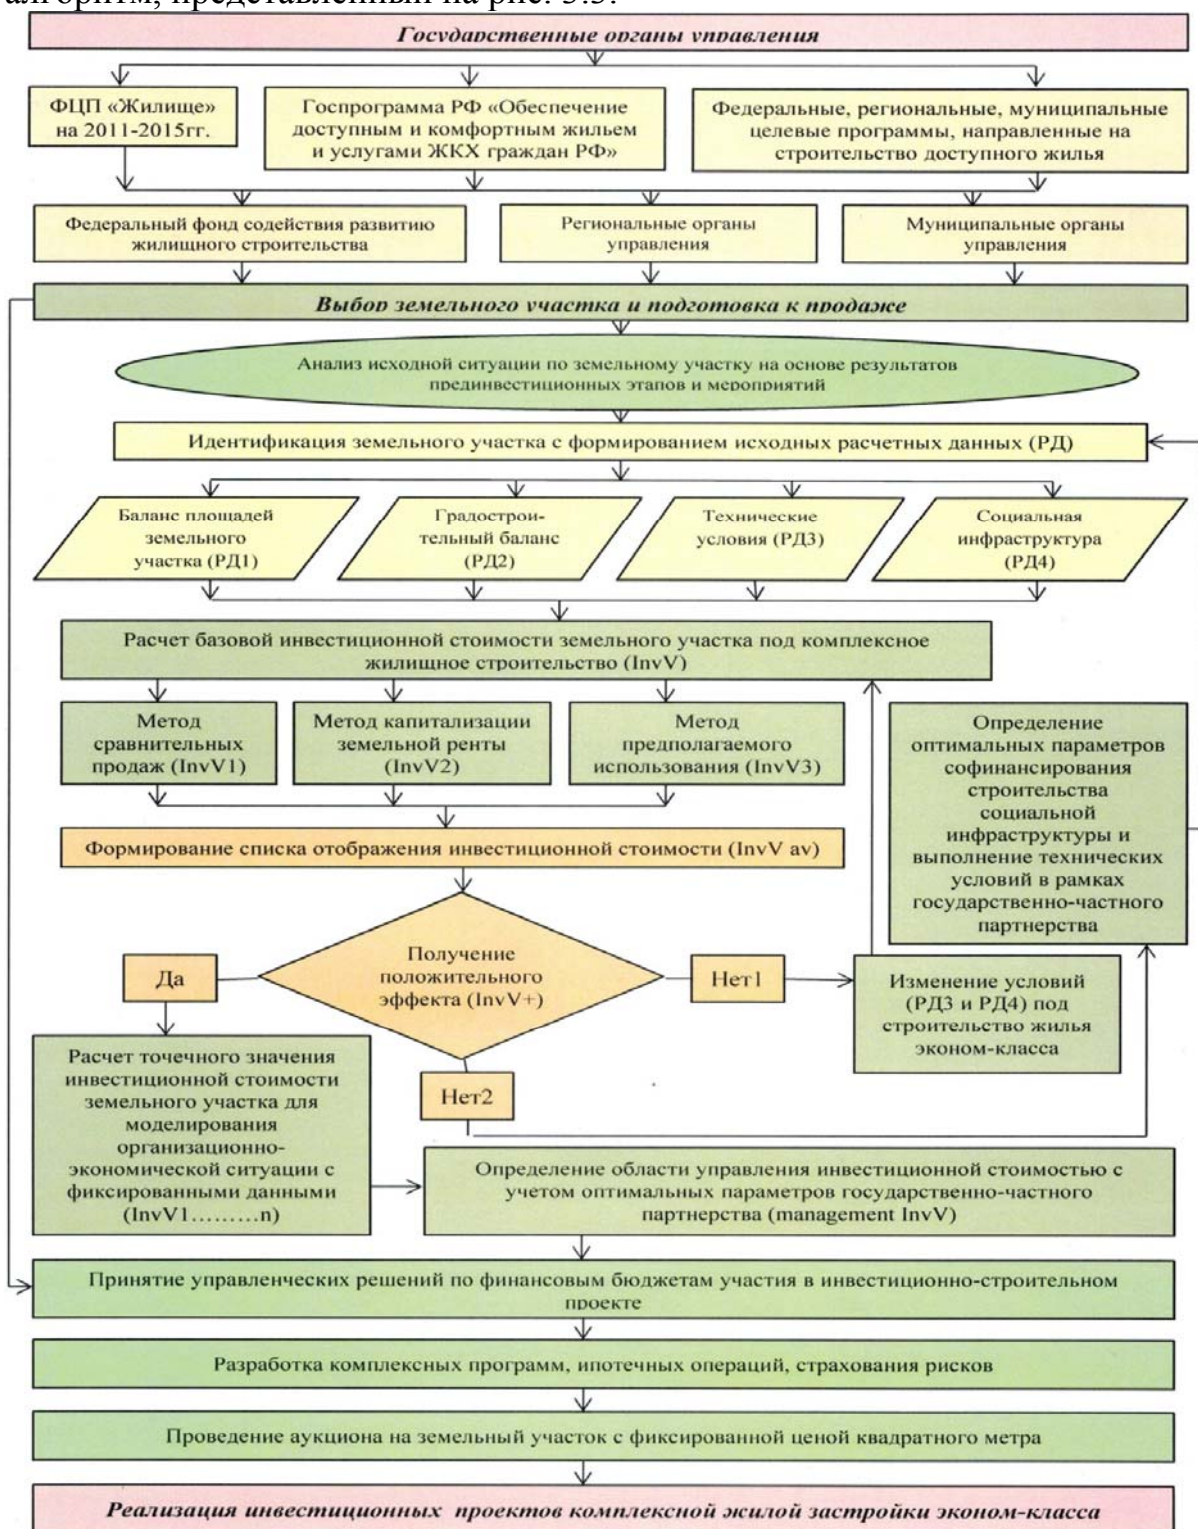 алгоритм, представленный на рис. 3.3.
Государственные органы управления
ФЦП «Жилище»
на 2011-2015гг.
Госпрограмма РФ «Обеспечение
доступным и комфортным жильем
и услугами ЖКХ граждан РФ»
Федеральные, региональные, муниципальные
целевые программы, направленные на
строительство доступного жилья
Федеральный фонд содействия развитию
жилищного строительства
Региональные органы
управления
Муниципальные органы
управления
Выбор земельного участка и подготовка к продаже
Анализ исходной ситуации по земельному участку на основе результатов
прединвестиционных этапов и мероприятий
Идентификация земельного участка с формированием исходных расчетных данных (РД)
Баланс площадей
земельного
участка (РД1)
Градострои-
тельный баланс
(РД2)
Технические
условия (РД3)
Социальная
инфраструктура
(РД4)
Расчет базовой инвестиционной стоимости земельного участка под комплексное
жилищное строительство (InvV)
Метод
сравнительных
продаж (InvV1)
Метод капитализации
земельной ренты
(InvV2)
Метод
предполагаемого
использования (InvV3)
Определение
оптимальных параметров
софинансирования
строительства
социальной
инфраструктуры и
выполнение технических
условий в рамках
государственно-частного
партнерства
Формирование списка отображения инвестиционной стоимости (InvV av)
Получение
положительного
эффекта (InvV+)
Да
Нет1
Изменение условий
(РД3 и РД4) под
строительство жилья
эконом-класса
Расчет точечного значения
инвестиционной стоимости
земельного участка для
моделирования
организационно-
экономической ситуации с
фиксированными данными
(InvV1………n)
Нет2
Определение области управления инвестиционной стоимостью с
учетом оптимальных параметров государственно-частного
партнерства (management InvV)
Принятие управленческих решений по финансовым бюджетам участия в инвестиционно-строительном
проекте
Разработка комплексных программ, ипотечных операций, страхования рисков
Проведение аукциона на земельный участок с фиксированной ценой квадратного метра
Реализация инвестиционных проектов комплексной жилой застройки эконом-класса